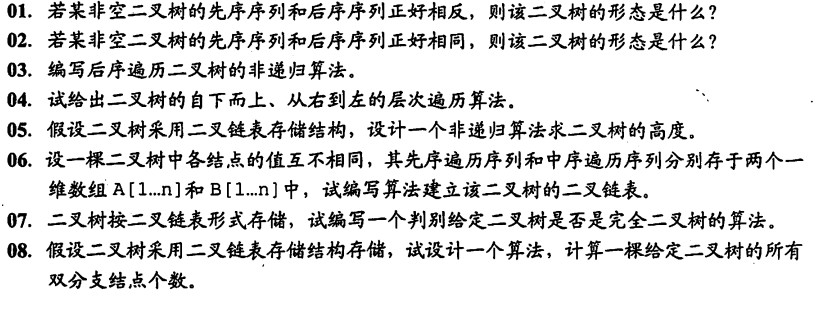 01. 若某非空二叉树的先序序列和后序序列正好相反，则该二叉树的形态是什么？
02. 若某非空二叉树的先序序列和后序序列正好相同，则该二叉树的形态是什么？
03. 编写后序遍历二叉树的非递归算法。
04. 试给出二叉树的自下而上、从右到左的层次遍历算法。
05. 假设二叉树采用二叉链表存储结构，设计一个非递归算法求二叉树的高度。
06. 设一棵二叉树中各结点的值互不相同，其先序遍历序列和中序遍历序列分别存于两个一
维数组 A[1…n]和 B[1…n]中，试编写算法建立该二叉树的二叉链表。
07. 二叉树按二叉链表形式存储，试编写一个判别给定二叉树是否是完全二叉树的算法。
08. 假设二叉树采用二叉链表存储结构存储，试设计一个算法，计算一棵给定二叉树的所有
双分支结点个数。